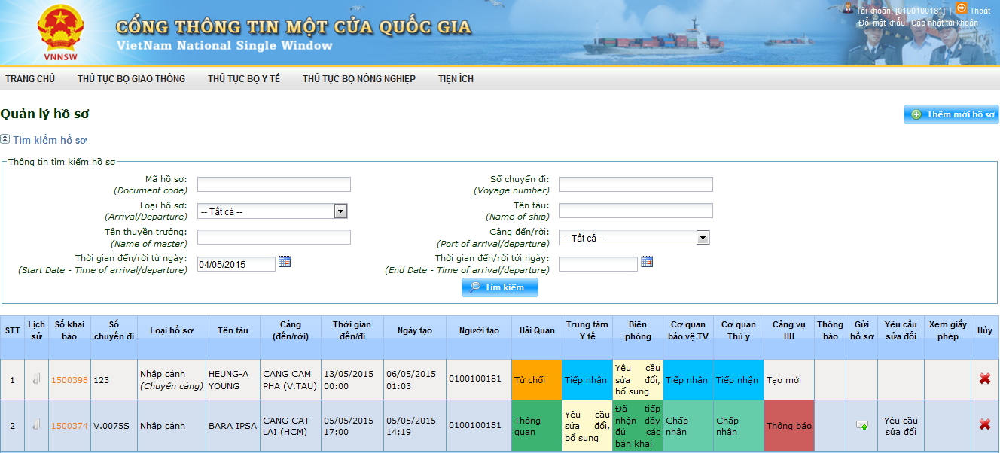 VNNSW
CỔNG THÔNG TIN MỘT CỬA QUỐC GIA
VietNam National Single Window
Tài khoản: [0100100181] | Thoát
Đổi mật khẩu Cập nhật tài khoản
TRANG CHỦ THỦ TỤC BỘ GIAO THÔNG THỦ TỤC BỘ Y TẾ THỦ TỤC BỘ NÔNG NGHIỆP TIỆN ÍCH
Quản lý hồ sơ
Thêm mới hồ sơ
Tìm kiếm hồ sơ
Thông tin tìm kiếm hồ sơ
Mã hồ sơ: Số chuyến đi:
(Document code) (Voyage number)
Loại hồ sơ: -- Tất cả -- Tên tàu:
(Arrival/Departure) (Name of ship)
Tên thuyền trưởng: Cảng đến/rời: -- Tất cả --
(Name of master) (Port of arrival/departure)
Thời gian đến/rời từ ngày: 04/05/2015 Thời gian đến/rời tới ngày:
(Start Date - Time of arrival/departure) (End Date - Time of arrival/departure)
Tìm kiếm
STT Lịch sử Số khai báo Số chuyến đi Loại hồ sơ Tên tàu Cảng (đến/rời) Thời gian đến/đi Ngày tạo Người tạo Hải Quan Trung tâm Y tế Biên phòng Cơ quan bảo vệ TV Cơ quan Thú y Cảng vụ HH Thông báo Gửi hồ sơ Yêu cầu sửa đổi Xem giấy phép Hủy
1 1500398 123 Nhập cảnh (Chuyển cảng) HEUNG-A YOUNG CANG CAM PHA (V.TAU) 13/05/2015 00:00 06/05/2015 01:03 0100100181 Từ chối Tiếp nhận Yêu cầu sửa đổi, bổ sung Tiếp nhận Tiếp nhận Tạo mới
2 1500374 V.0075S Nhập cảnh BARA IPSA CANG CAT LAI (HCM) 05/05/2015 17:00 05/05/2015 14:19 0100100181 Thông quan Yêu cầu sửa đổi, bổ sung Đã tiếp nhận đầy đủ các bản khai Chấp nhận Chấp nhận Thông báo Yêu cầu sửa đổi